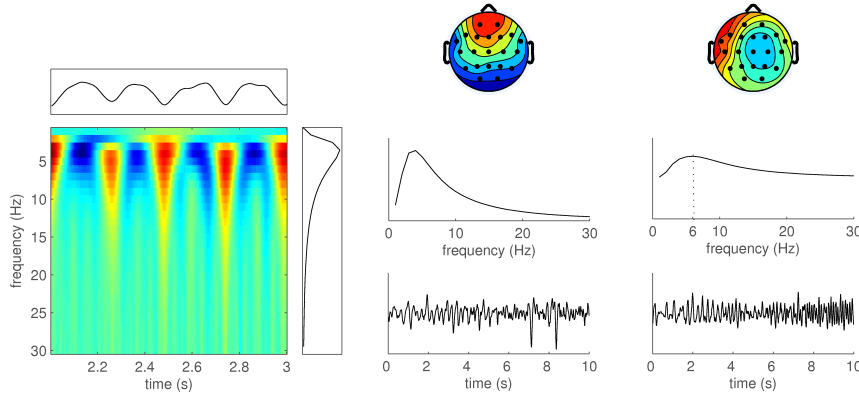 frequency (Hz)
5
10
15
20
25
30
2.2 2.4 2.6 2.8 3
time (s)
0 10 20 30
frequency (Hz)
0 2 4 6 8 10
time (s)
0 6 10 20 30
frequency (Hz)
0 2 4 6 8 10
time (s)